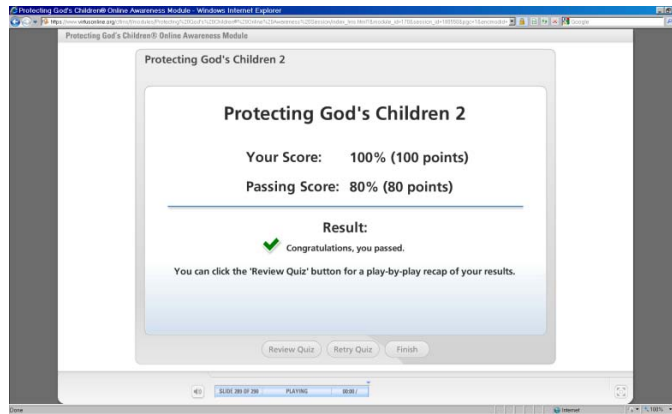 Protecting God's Children® Online Awareness Module - Windows Internet Explorer
Google
Protecting God's Children® Online Awareness Module
Protecting God's Children 2
Protecting God's Children 2
Your Score: 100% (100 points)
Passing Score: 80% (80 points)
Result:
Congratulations, you passed.
You can click the 'Review Quiz' button for a play-by-play recap of your results.
Review Quiz
Retry Quiz
Finish
PLAYING
Done
Internet
100%